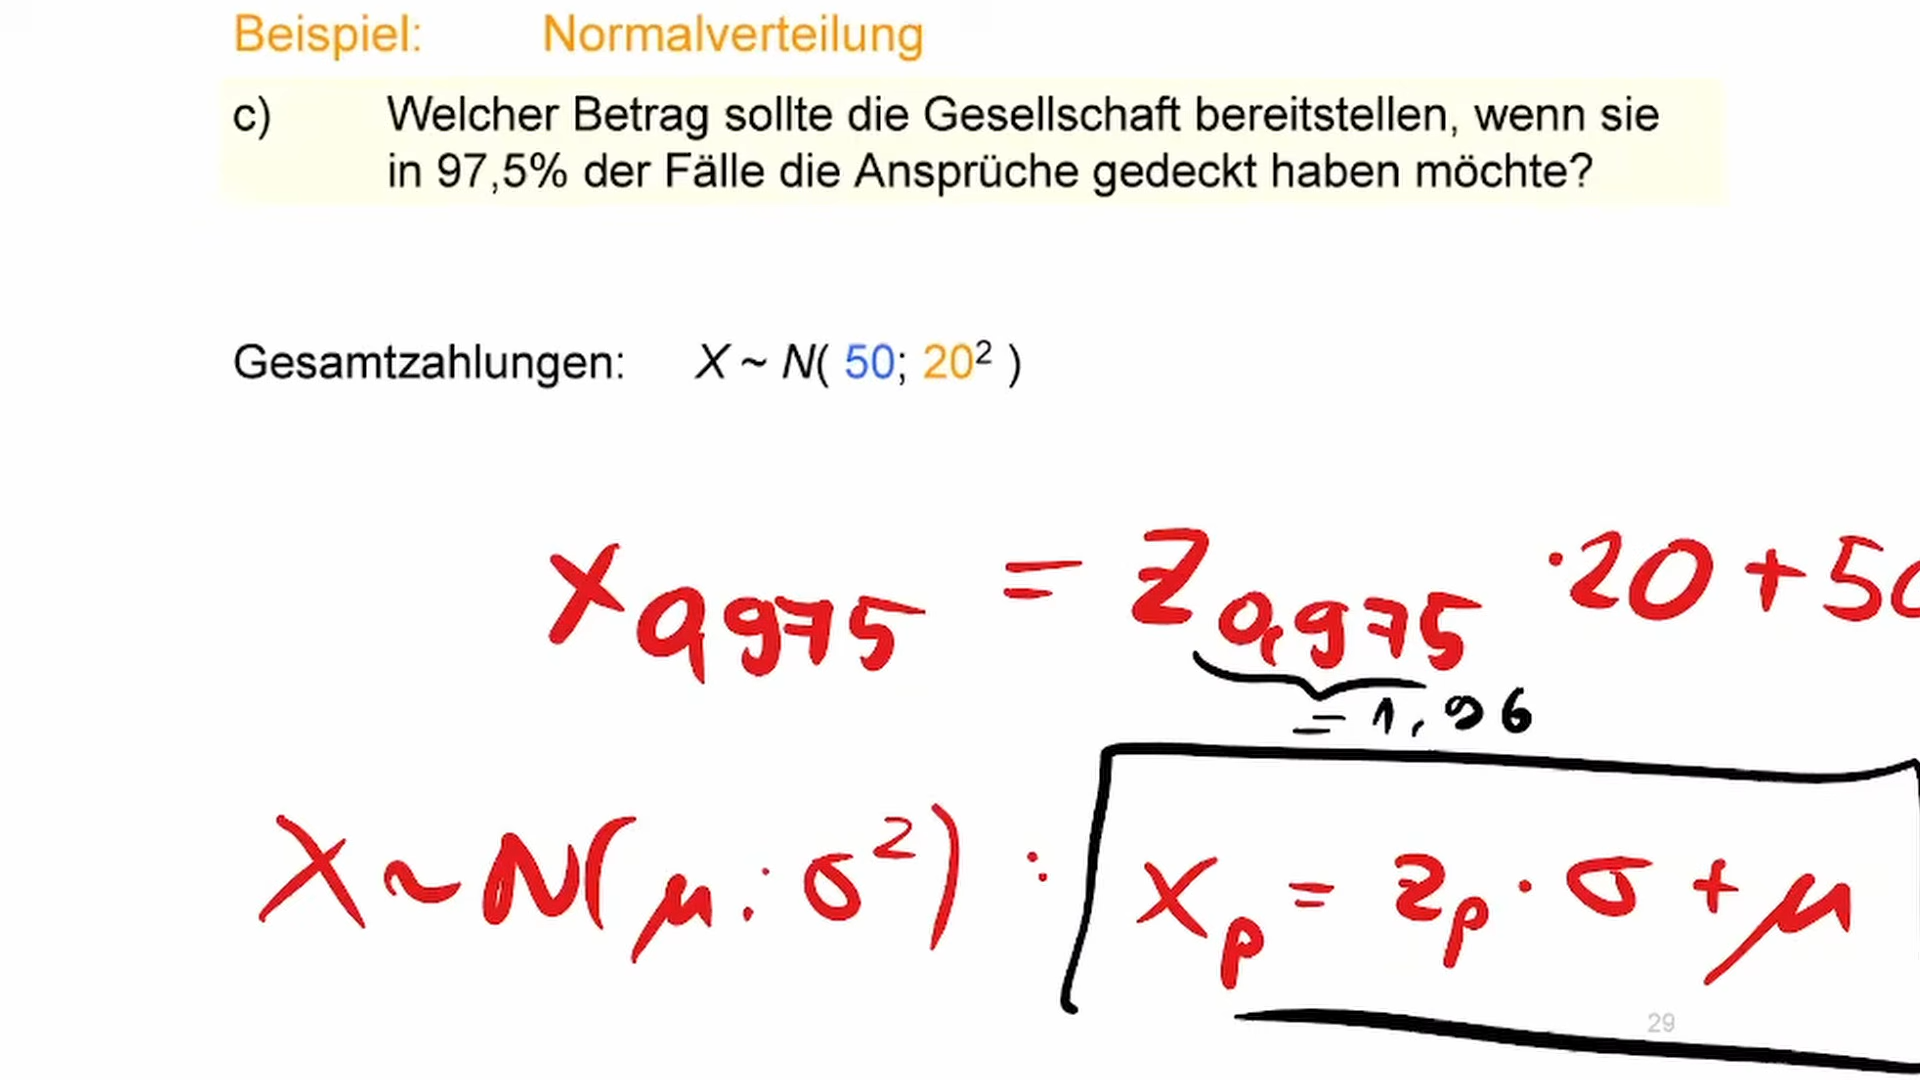 Beispiel: Normalverteilung
c) Welcher Betrag sollte die Gesellschaft bereitstellen, wenn sie
in 97,5% der Fälle die Ansprüche gedeckt haben möchte?
Gesamtzahlungen: X ~ N( 50; 20² )
x0,975 = z0,975 · 20 + 50
= 1,96
X ~ N(μ; σ²) : xp = zp · σ + μ
29